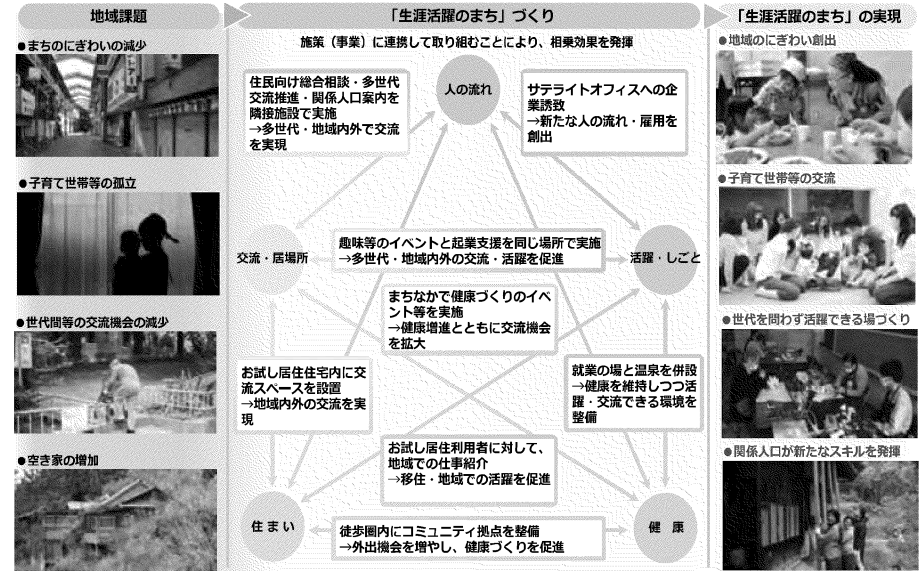 地域課題
●まちのにぎわいの減少
●子育て世帯等の孤立
●世代間等の交流機会の減少
●空き家の増加
「生涯活躍のまち」づくり
施策（事業）に連携して取り組むことにより、相乗効果を発揮
人の流れ
住民向け総合相談・多世代
交流推進・関係人口案内を
隣接施設で実施
→多世代・地域内外で交流
を実現
サテライトオフィスへの企
業誘致
→新たな人の流れ・雇用を
創出
交流・居場所
趣味等のイベントと起業支援を同じ場所で実施
→多世代・地域内外の交流・活躍を促進
活躍・しごと
まちなかで健康づくりのイベ
ント等を実施
→健康増進とともに交流機会
を拡大
お試し居住住宅内に交
流スペースを設置
→地域内外の交流を実
現
就業の場と温泉を併設
→健康を維持しつつ活
躍・交流できる環境を
整備
お試し居住利用者に対して、
地域での仕事紹介
→移住・地域での活躍を促進
住まい
徒歩圏内にコミュニティ拠点を整備
→外出機会を増やし、健康づくりを促進
健　康
「生涯活躍のまち」の実現
●地域のにぎわい創出
●子育て世帯等の交流
●世代を問わず活躍できる場づくり
●関係人口が新たなスキルを発揮